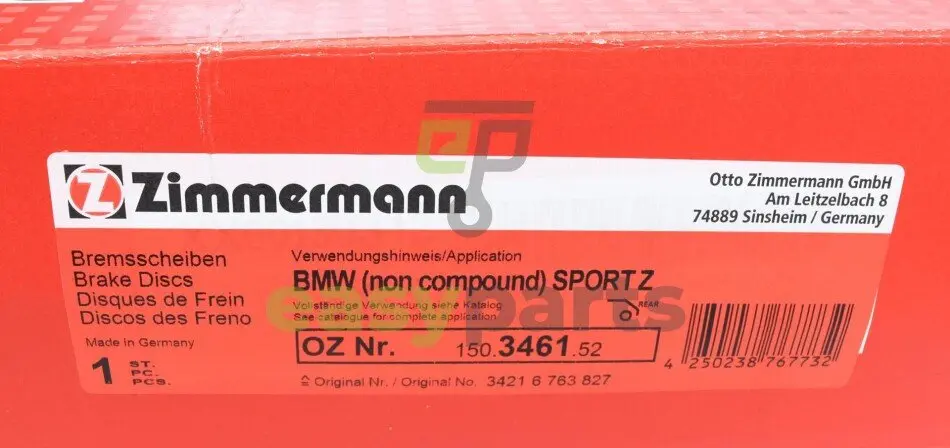 Z Zimmermann
Otto Zimmermann GmbH
Am Leitzelbach 8
74889 Sinsheim / Germany
Bremsscheiben
Brake Discs
Disques de Frein
Discos des Freno
Made in Germany
1 ST.
PC.
PCS.
Verwendungshinweis/Application
BMW (non compound) SPORT Z
Vollständige Verwendung siehe Katalog
See catalogue for complete application
REAR
OZ Nr. 150.3461.52
≙ Original Nr. / Original No. 3421 6 763 827
4 250238 767732
ep
easyparts